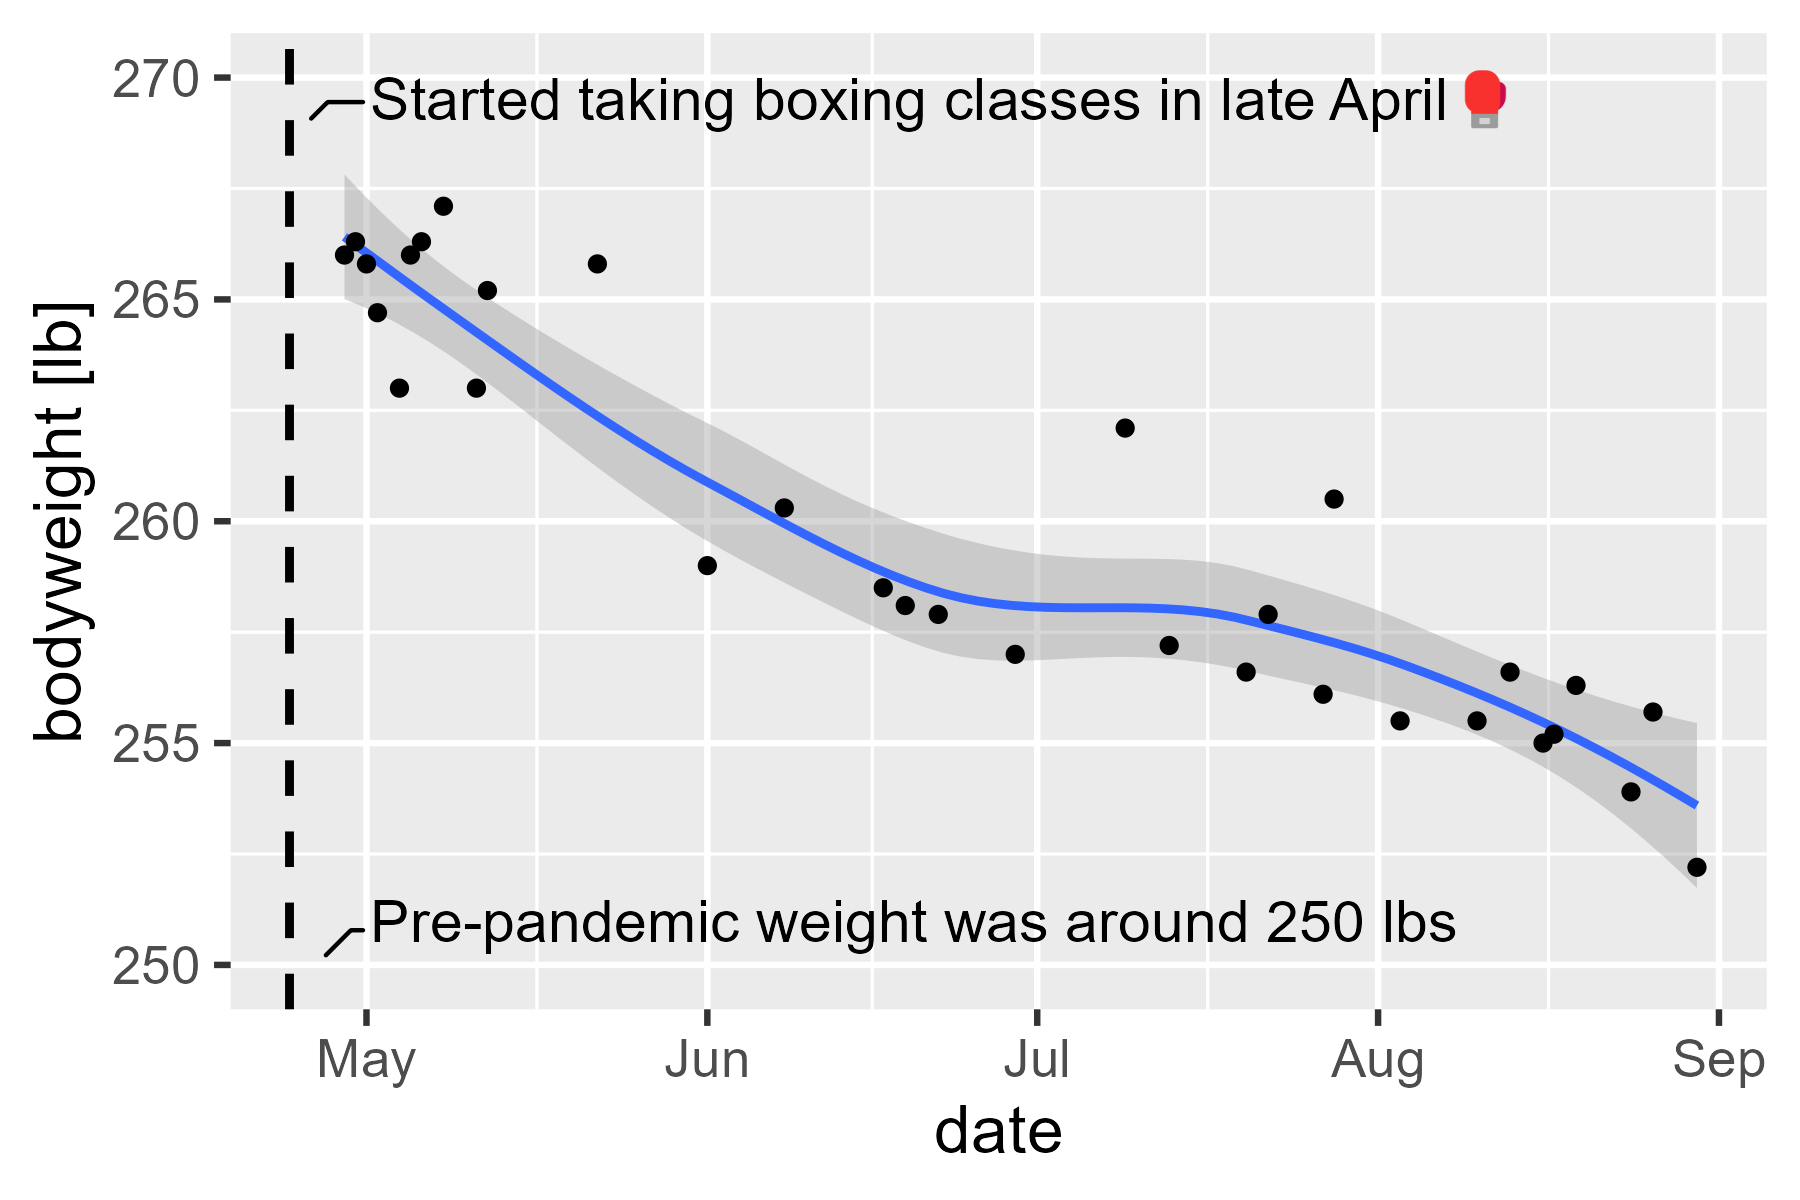 270
Started taking boxing classes in late April 🥊
265
260
255
Pre-pandemic weight was around 250 lbs
250
bodyweight [lb]
May Jun Jul Aug Sep
date